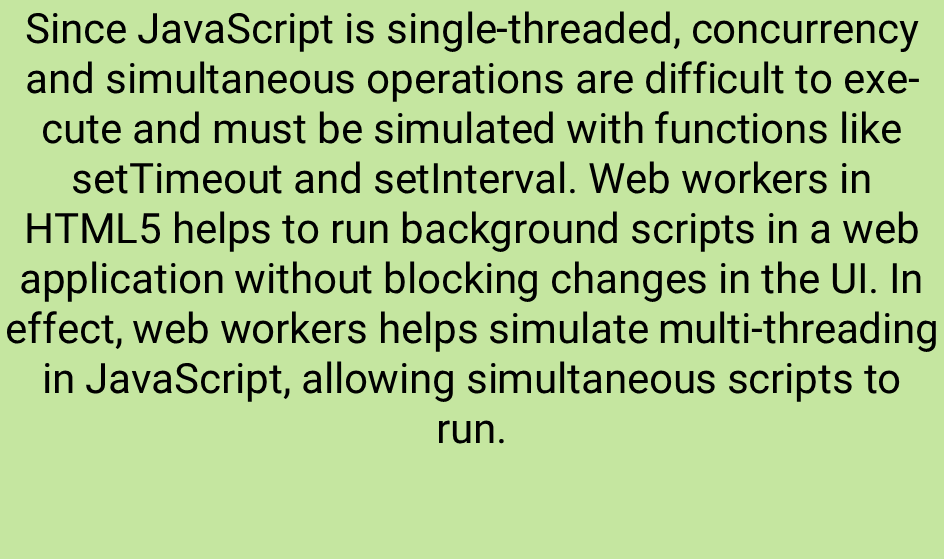 Since JavaScript is single-threaded, concurrency
and simultaneous operations are difficult to exe-
cute and must be simulated with functions like
setTimeout and setInterval. Web workers in
HTML5 helps to run background scripts in a web
application without blocking changes in the UI. In
effect, web workers helps simulate multi-threading
in JavaScript, allowing simultaneous scripts to
run.